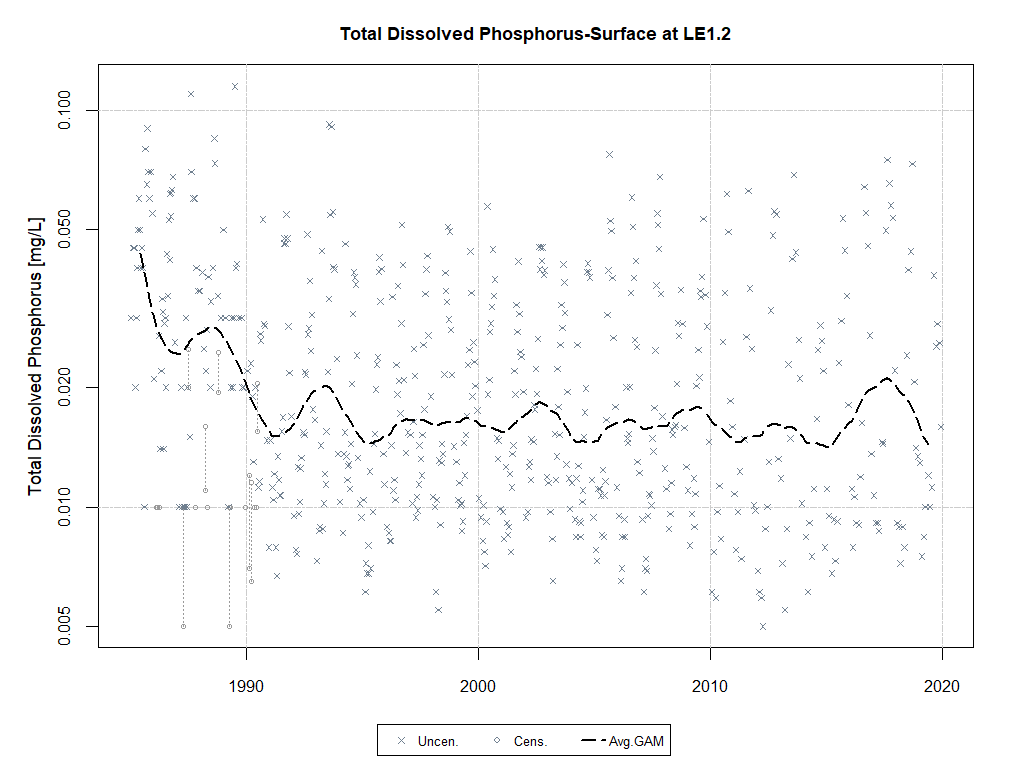 Total Dissolved Phosphorus-Surface at LE1.2
Total Dissolved Phosphorus [mg/L]
0.100
0.050
0.020
0.010
0.005
1990 2000 2010 2020
Uncen. Cens. Avg.GAM